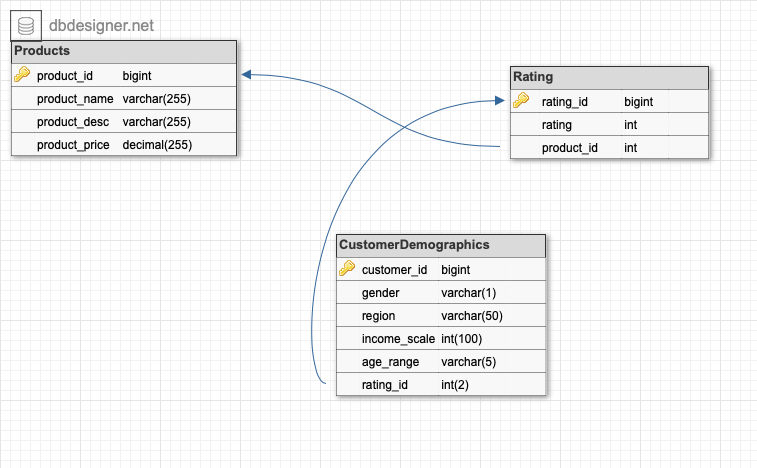 dbdesigner.net
Products
product_id bigint
product_name varchar(255)
product_desc varchar(255)
product_price decimal(255)
Rating
rating_id bigint
rating int
product_id int
CustomerDemographics
customer_id bigint
gender varchar(1)
region varchar(50)
income_scale int(100)
age_range varchar(5)
rating_id int(2)